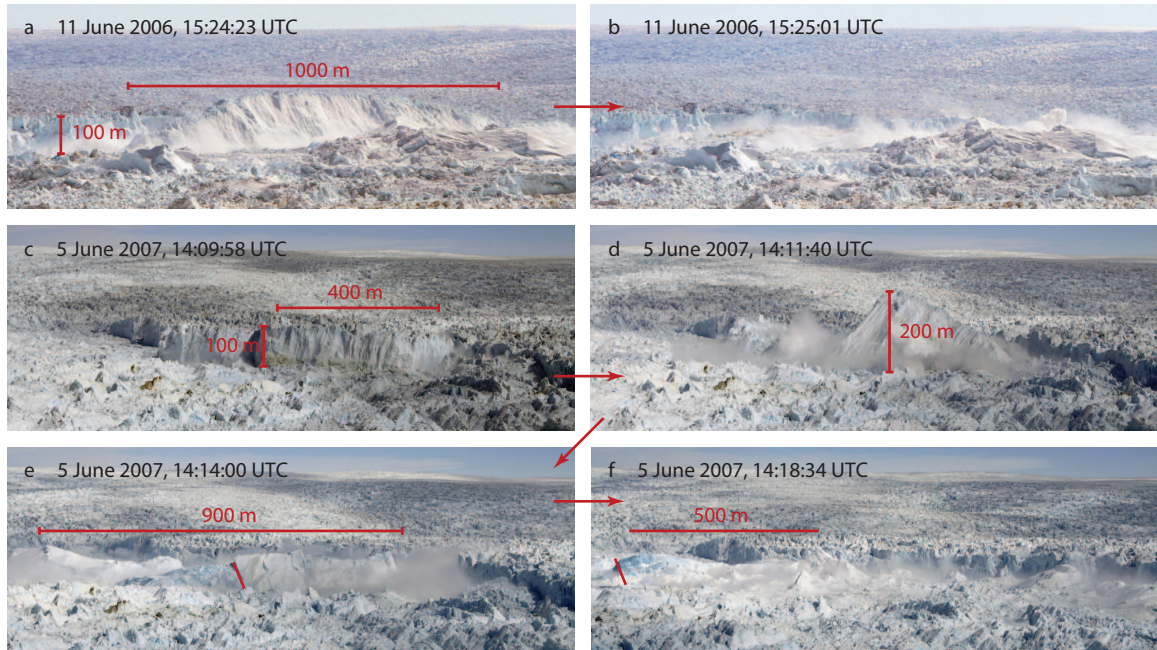 a 11 June 2006, 15:24:23 UTC
1000 m
100 m
b 11 June 2006, 15:25:01 UTC
c 5 June 2007, 14:09:58 UTC
400 m
100 m
d 5 June 2007, 14:11:40 UTC
200 m
e 5 June 2007, 14:14:00 UTC
900 m
f 5 June 2007, 14:18:34 UTC
500 m